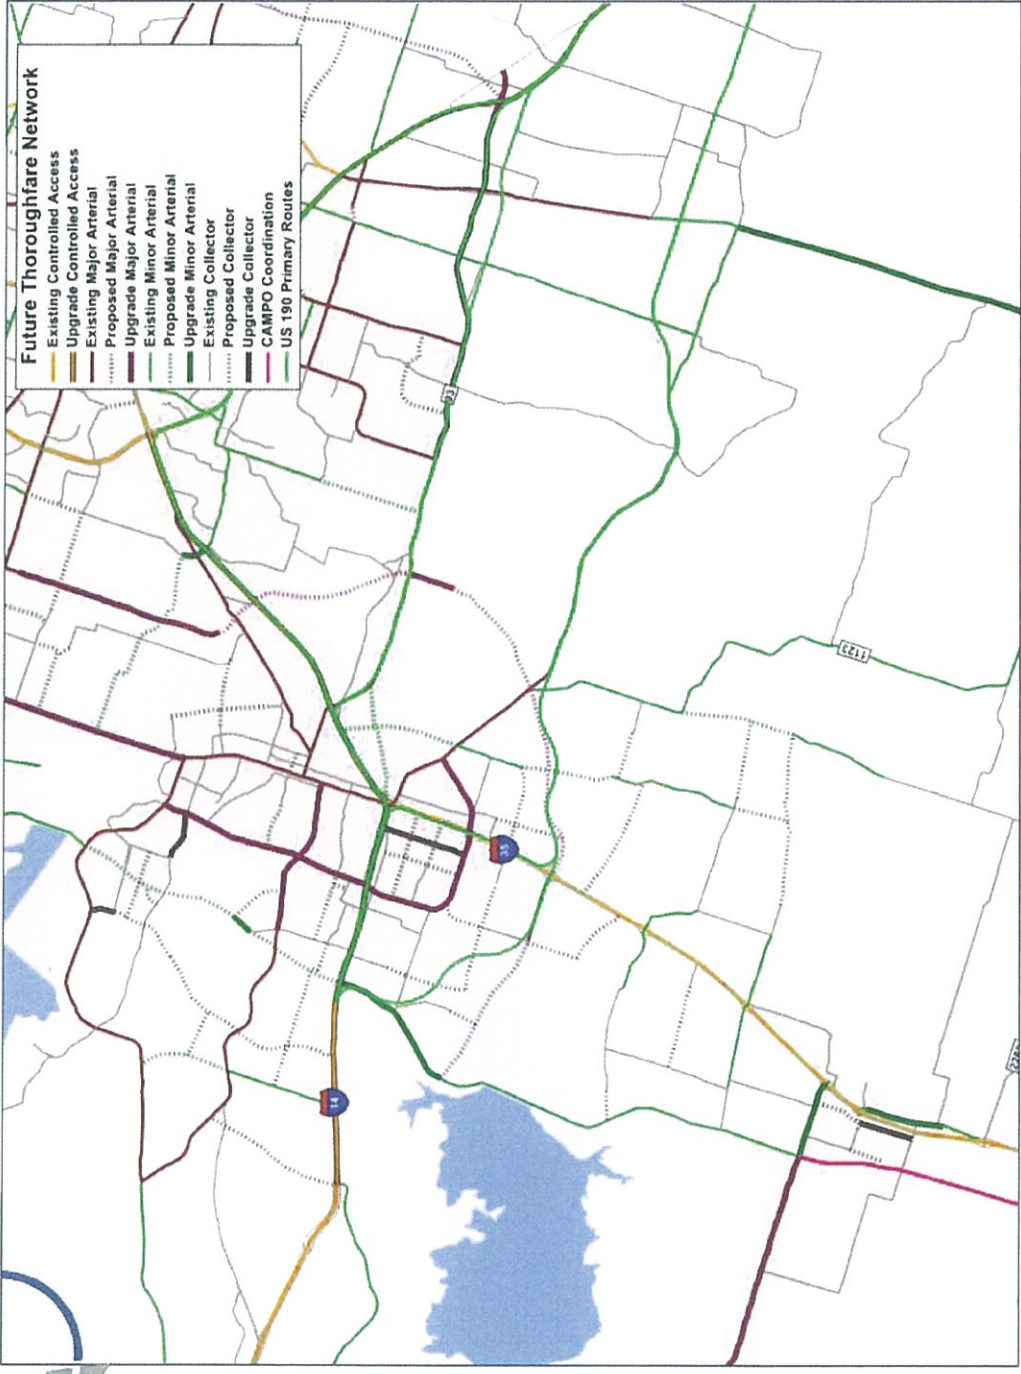 Future Thoroughfare Network
Existing Controlled Access
Upgrade Controlled Access
Existing Major Arterial
Proposed Major Arterial
Upgrade Major Arterial
Existing Minor Arterial
Proposed Minor Arterial
Upgrade Minor Arterial
Existing Collector
Proposed Collector
Upgrade Collector
CAMPO Coordination
US 190 Primary Routes
93
35
14
1123